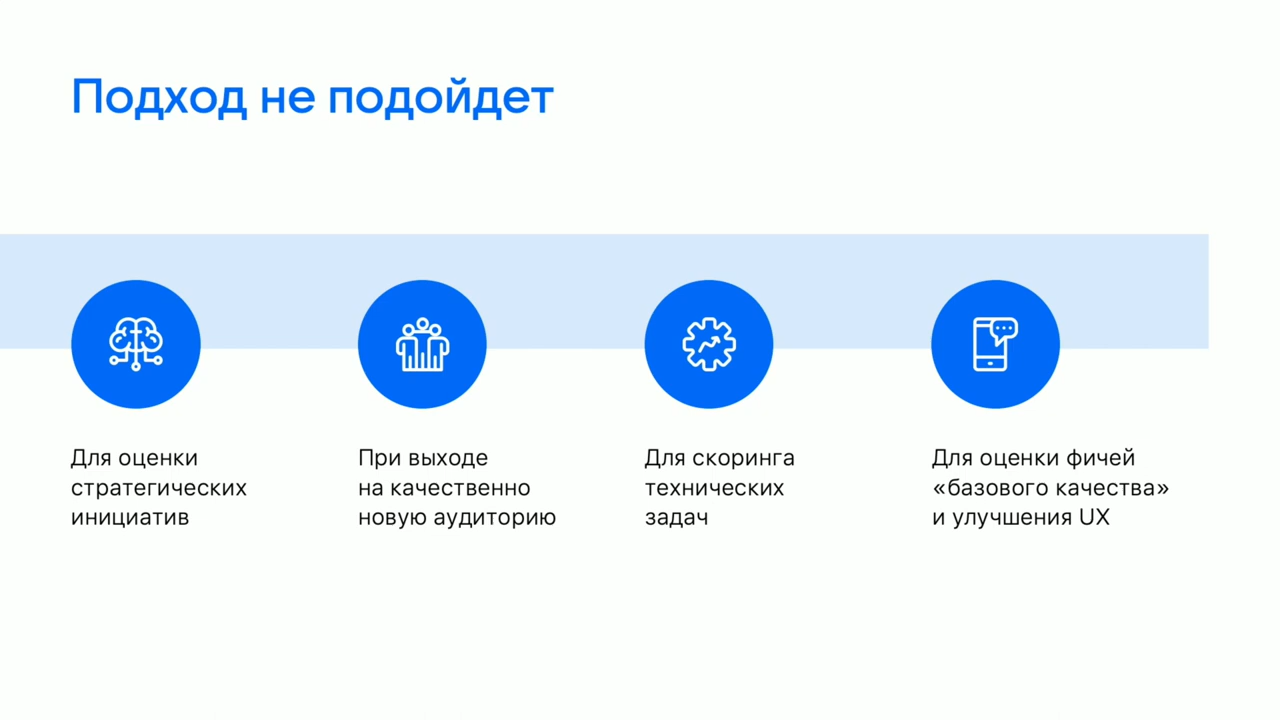 Подход не подойдет
Для оценки
стратегических
инициатив
При выходе
на качественно
новую аудиторию
Для скоринга
технических
задач
Для оценки фичей
«базового качества»
и улучшения UX